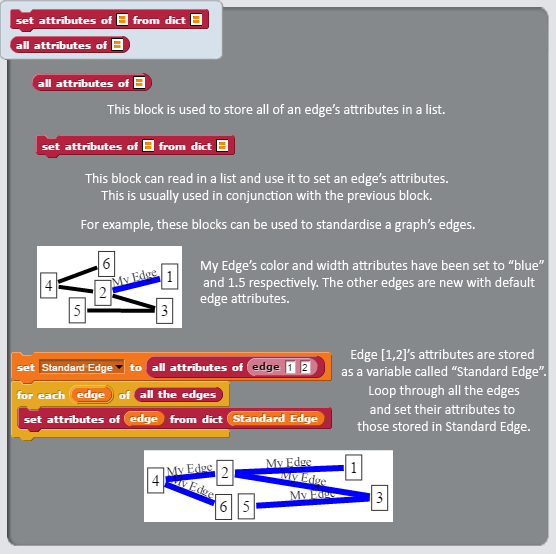 set attributes of from dict
all attributes of
all attributes of
This block is used to store all of an edge's attributes in a list.
set attributes of from dict
This block can read in a list and use it to set an edge's attributes.
This is usually used in conjunction with the previous block.
For example, these blocks can be used to standardise a graph's edges.
6
4
My Edge
1
2
5
3
My Edge's color and width attributes have been set to “blue”
and 1.5 respectively. The other edges are new with default
edge attributes.
set Standard Edge to all attributes of edge 1 2
for each edge of all the edges
set attributes of edge from dict Standard Edge
Edge [1,2]'s attributes are stored
as a variable called “Standard Edge”.
Loop through all the edges
and set their attributes to
those stored in Standard Edge.
4
My Edge
2
My Edge
1
My Edge
My Edge
6
5
My Edge
3